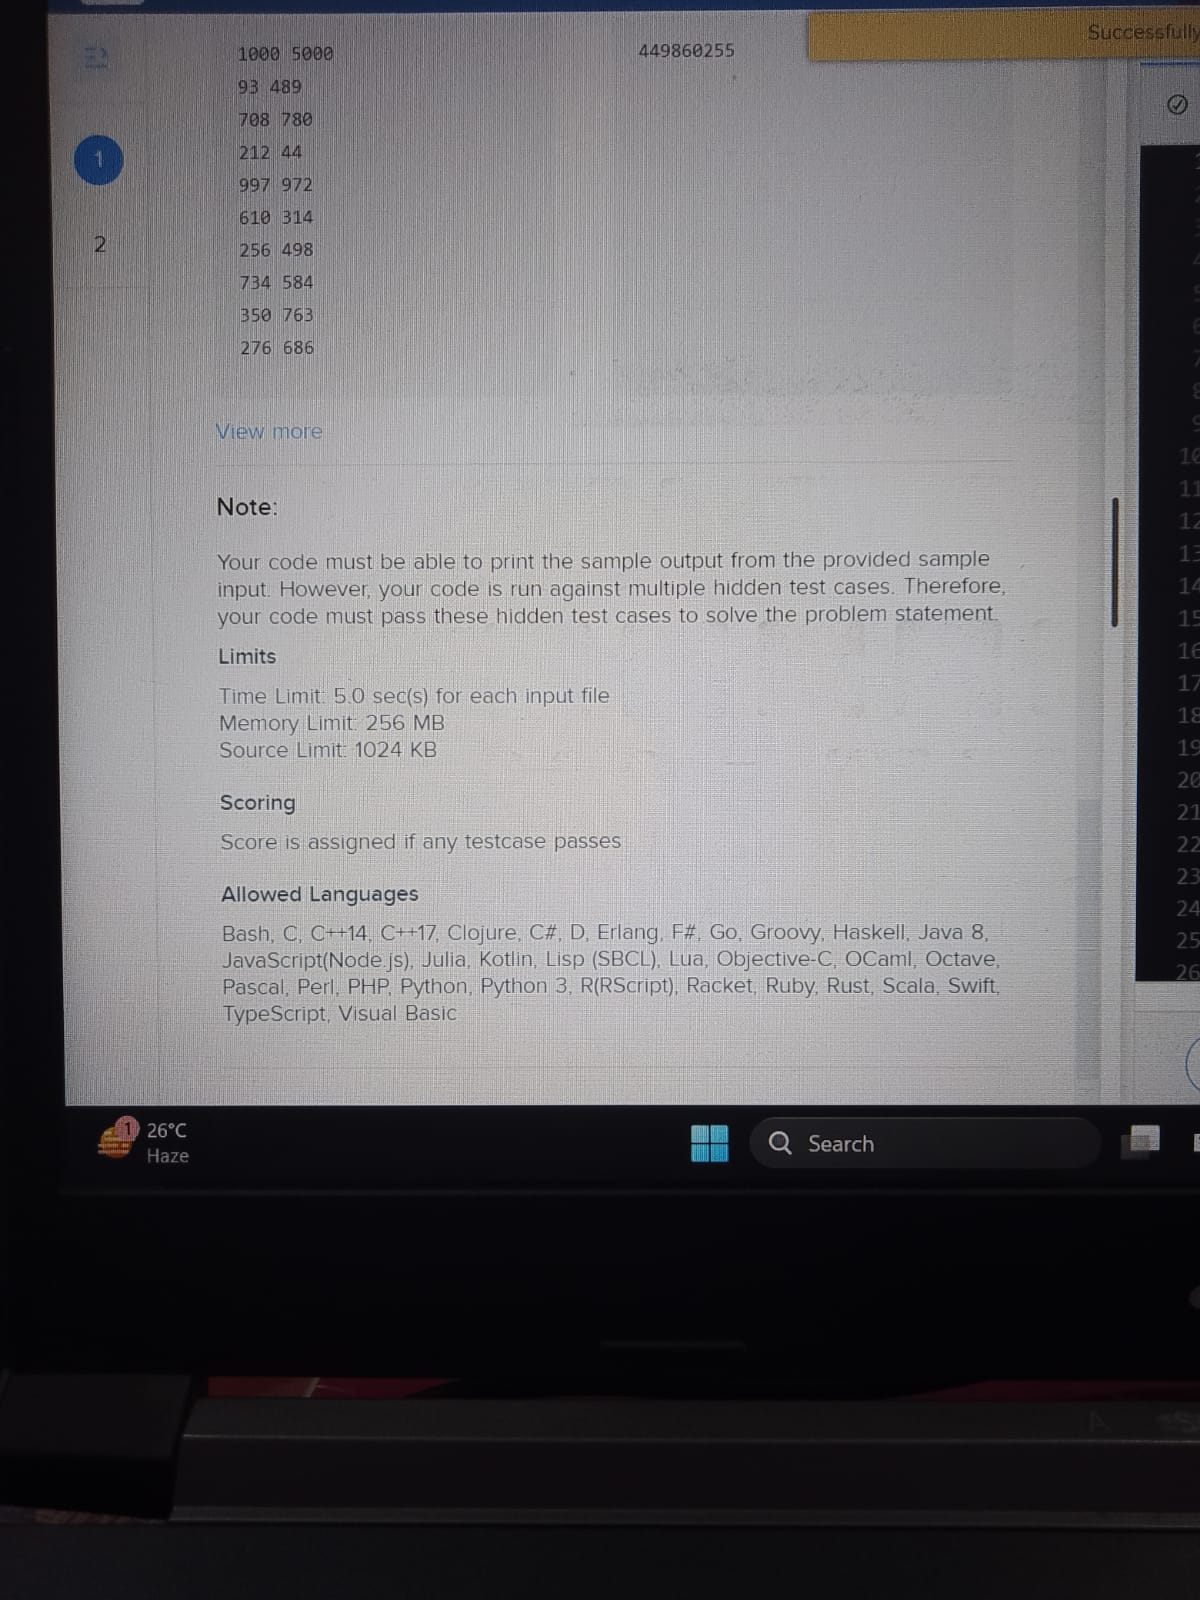 Successfully
1000 5000 449860255
93 489
708 780
212 44
997 972
610 314
256 498
734 584
350 763
276 686
1
2
View more
Note:
Your code must be able to print the sample output from the provided sample
input. However, your code is run against multiple hidden test cases. Therefore,
your code must pass these hidden test cases to solve the problem statement.
Limits
Time Limit: 5.0 sec(s) for each input file
Memory Limit: 256 MB
Source Limit: 1024 KB
Scoring
Score is assigned if any testcase passes
Allowed Languages
Bash, C, C++14, C++17, Clojure, C#, D, Erlang, F#, Go, Groovy, Haskell, Java 8,
JavaScript(Node.js), Julia, Kotlin, Lisp (SBCL), Lua, Objective-C, OCaml, Octave,
Pascal, Perl, PHP, Python, Python 3, R(RScript), Racket, Ruby, Rust, Scala, Swift,
TypeScript, Visual Basic
10
11
12
13
14
15
16
17
18
19
20
21
22
23
24
25
26
1
26°C
Haze
Search